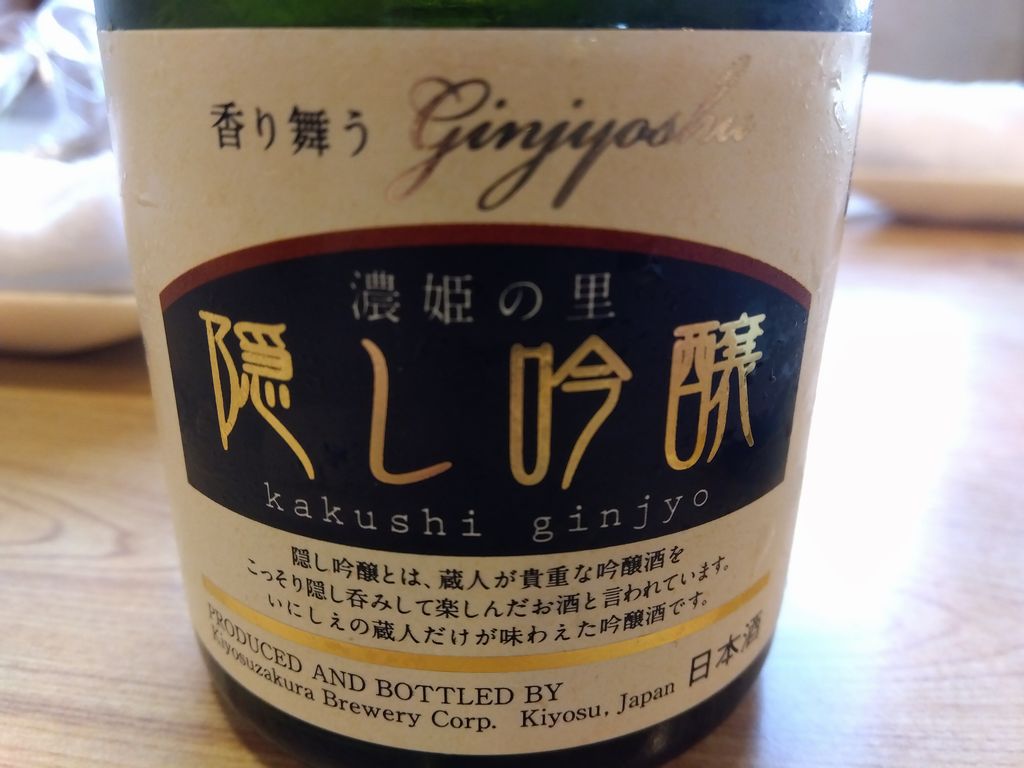 香り舞う Ginjyoshu
濃姫の里
隠し吟醸
kakushi ginjyo
隠し吟醸とは、蔵人が貴重な吟醸酒を
こっそり隠し呑みして楽しんだお酒と言われています。
いにしえの蔵人だけが味わえた吟醸酒です。
PRODUCED AND BOTTLED BY
Kiyosuzakura Brewery Corp. Kiyosu, Japan 日本酒